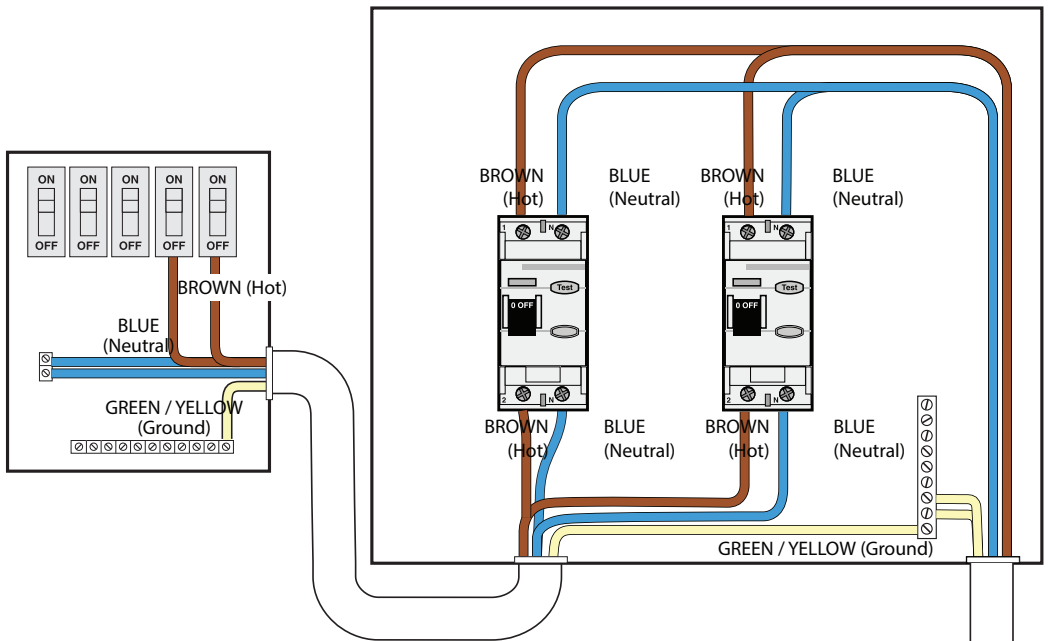 ON
ON
ON
ON
ON
OFF
OFF
OFF
OFF
OFF
BROWN (Hot)
BLUE
(Neutral)
GREEN / YELLOW
(Ground)
BROWN
(Hot)
BLUE
(Neutral)
BROWN
(Hot)
BLUE
(Neutral)
1
N
Test
0 OFF
2
N
1
N
Test
0 OFF
2
N
BROWN
(Hot)
BLUE
(Neutral)
BROWN
(Hot)
BLUE
(Neutral)
GREEN / YELLOW (Ground)